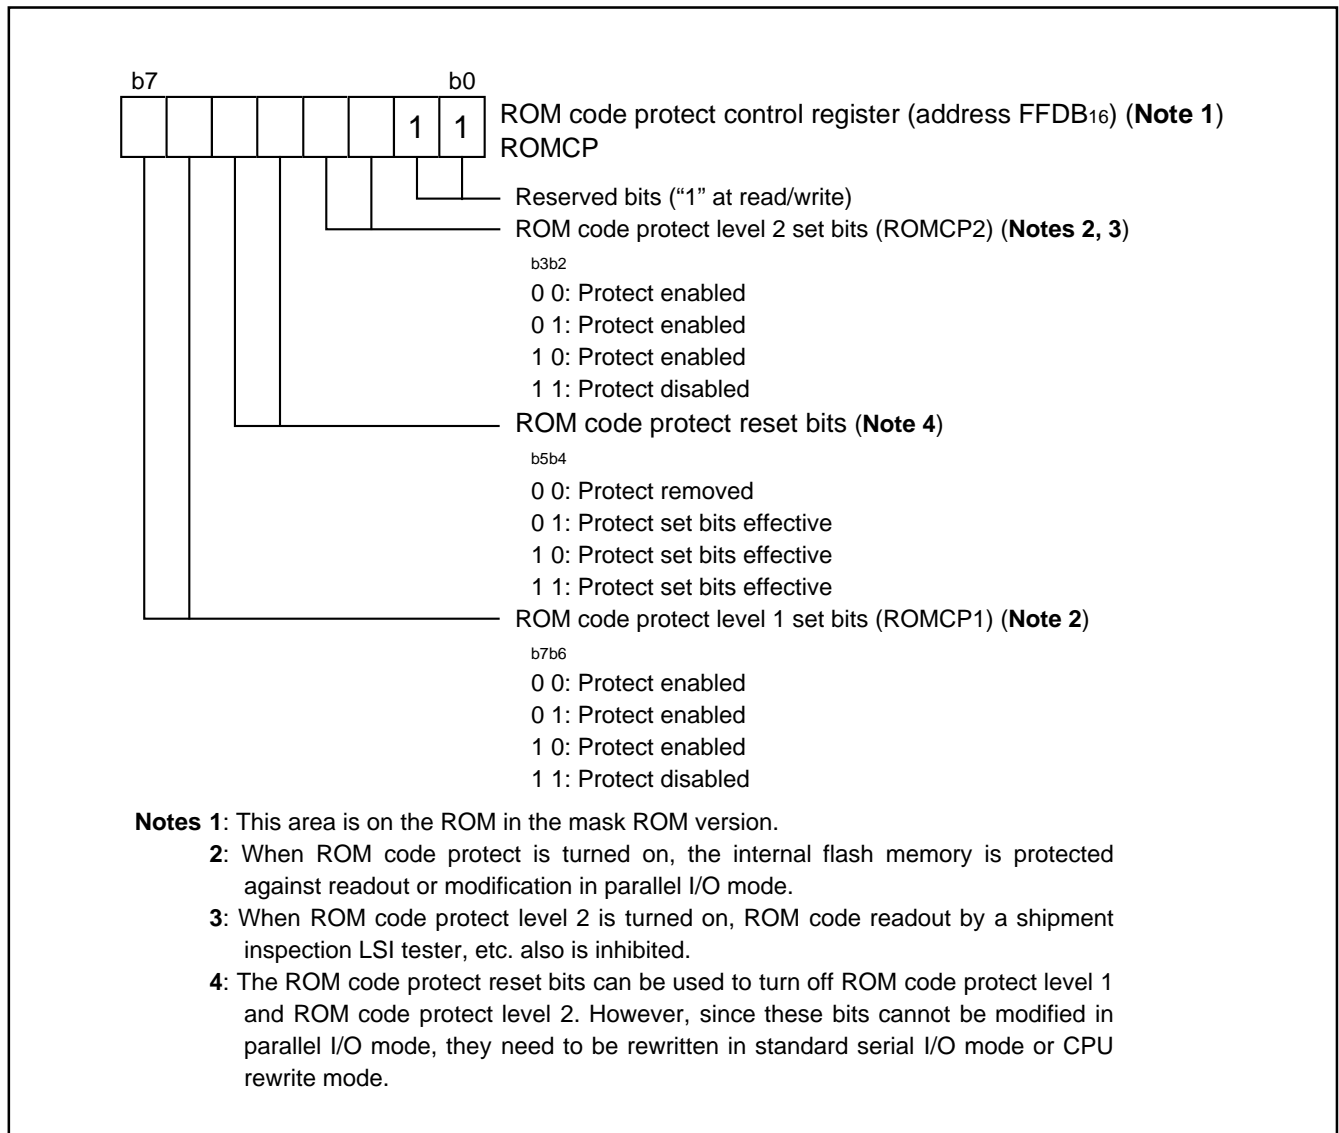 b7 b0
1 1
ROM code protect control register (address FFDB16) (Note 1)
ROMCP
Reserved bits (“1” at read/write)
ROM code protect level 2 set bits (ROMCP2) (Notes 2, 3)
b3b2
0 0: Protect enabled
0 1: Protect enabled
1 0: Protect enabled
1 1: Protect disabled
ROM code protect reset bits (Note 4)
b5b4
0 0: Protect removed
0 1: Protect set bits effective
1 0: Protect set bits effective
1 1: Protect set bits effective
ROM code protect level 1 set bits (ROMCP1) (Note 2)
b7b6
0 0: Protect enabled
0 1: Protect enabled
1 0: Protect enabled
1 1: Protect disabled
Notes 1: This area is on the ROM in the mask ROM version.
2: When ROM code protect is turned on, the internal flash memory is protected
against readout or modification in parallel I/O mode.
3: When ROM code protect level 2 is turned on, ROM code readout by a shipment
inspection LSI tester, etc. also is inhibited.
4: The ROM code protect reset bits can be used to turn off ROM code protect level 1
and ROM code protect level 2. However, since these bits cannot be modified in
parallel I/O mode, they need to be rewritten in standard serial I/O mode or CPU
rewrite mode.